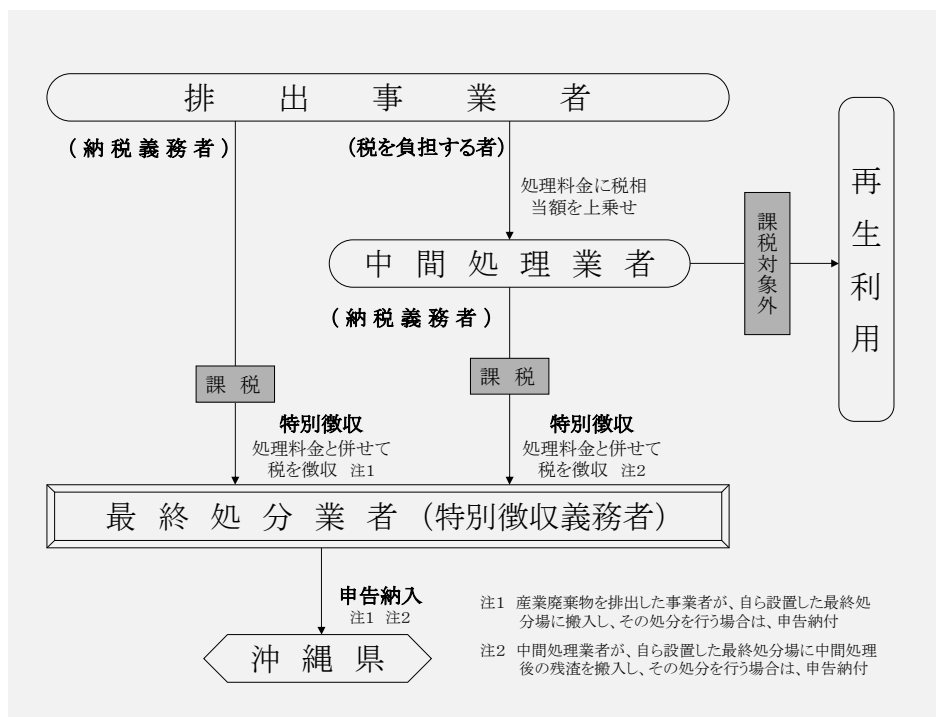 排出事業者
(納税義務者)
(税を負担する者)
処理料金に税相
当額を上乗せ
中間処理業者
課税対象外
再生利用
(納税義務者)
課税
課税
特別徴収
処理料金と併せて
税を徴収 注1
特別徴収
処理料金と併せて
税を徴収 注2
最終処分業者(特別徴収義務者)
申告納入
注1 注2
沖縄県
注1 産業廃棄物を排出した事業者が、自ら設置した最終処
分場に搬入し、その処分を行う場合は、申告納付
注2 中間処理業者が、自ら設置した最終処分場に中間処理
後の残渣を搬入し、その処分を行う場合は、申告納付